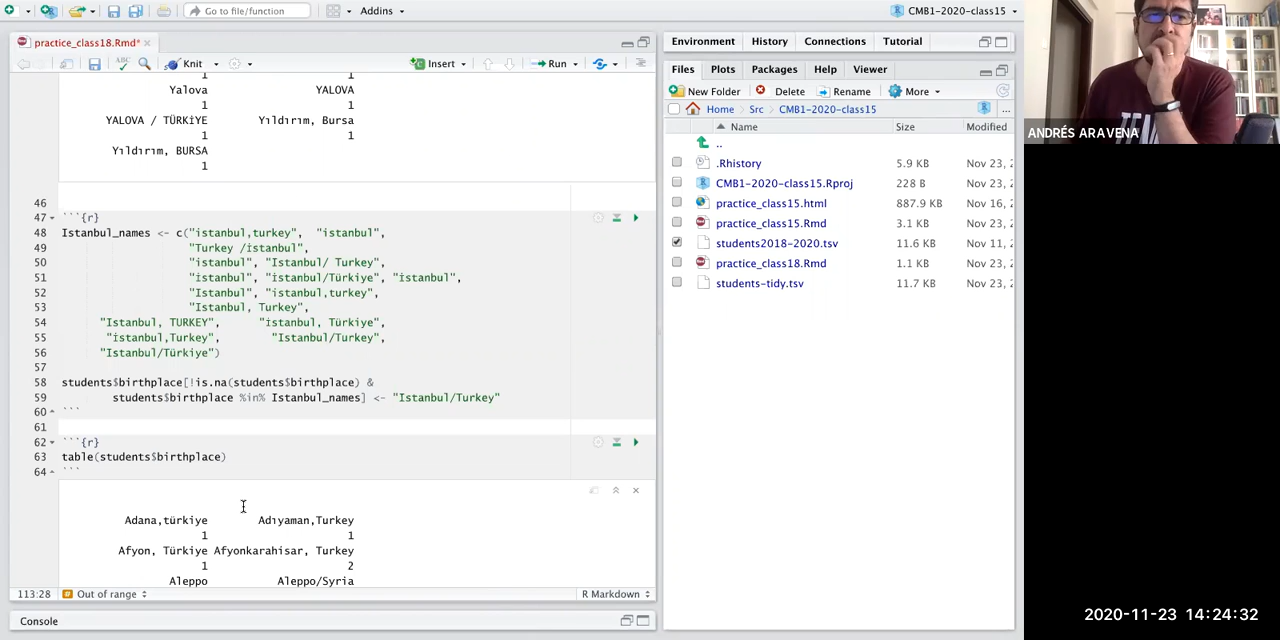 Go to file/function
Addins
CMB1-2020-class15
practice_class18.Rmd*
Knit
Insert
Run
1 1
Yalova YALOVA
1 1
YALOVA / TÜRKİYE Yıldırım, Bursa
1 1
Yıldırım, BURSA
1
46
47 ```{r}
48 Istanbul_names <- c("istanbul,turkey", "istanbul",
49 "Turkey /istanbul",
50 "istanbul", "Istanbul/ Turkey",
51 "istanbul", "istanbul/Türkiye", "istanbul",
52 "Istanbul", "istanbul,turkey",
53 "Istanbul, Turkey",
54 "Istanbul, TURKEY", "istanbul, Türkiye",
55 "istanbul,Turkey", "Istanbul/Turkey",
56 "Istanbul/Türkiye")
57
58 students$birthplace[!is.na(students$birthplace) &
59 students$birthplace %in% Istanbul_names] <- "Istanbul/Turkey"
60 ```
61
62 ```{r}
63 table(students$birthplace)
64 ```
Adana,türkiye Adıyaman,Turkey
1 1
Afyon, Türkiye Afyonkarahisar, Turkey
1 2
Aleppo Aleppo/Syria
113:28 Out of range R Markdown
Console
Environment History Connections Tutorial
Files Plots Packages Help Viewer
New Folder Delete Rename More
Home Src CMB1-2020-class15 ...
Name Size Modified
..
.Rhistory 5.9 KB Nov 23, 2
CMB1-2020-class15.Rproj 228 B Nov 23, 2
practice_class15.html 887.9 KB Nov 16, 2
practice_class15.Rmd 3.1 KB Nov 23, 2
students2018-2020.tsv 11.6 KB Nov 11, 2
practice_class18.Rmd 1.1 KB Nov 23, 2
students-tidy.tsv 11.7 KB Nov 23, 2
ANDRÉS ARAVENA
2020-11-23 14:24:32